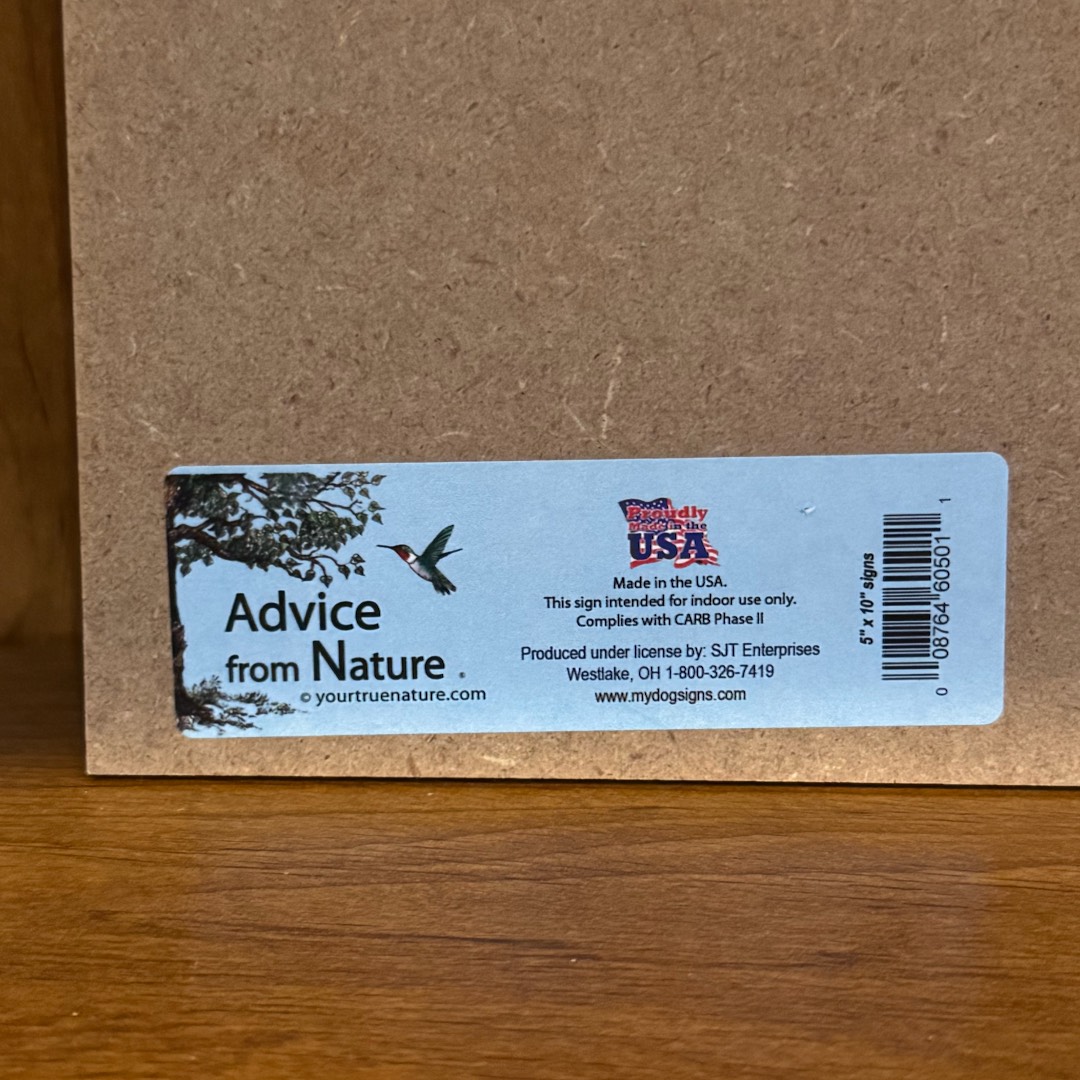 Advice
from Nature ®
© yourtruenature.com
Proudly
Made in the
USA
Made in the USA.
This sign intended for indoor use only.
Complies with CARB Phase II
Produced under license by: SJT Enterprises
Westlake, OH 1-800-326-7419
www.mydogsigns.com
5" x 10" signs
0 08764 60501 1